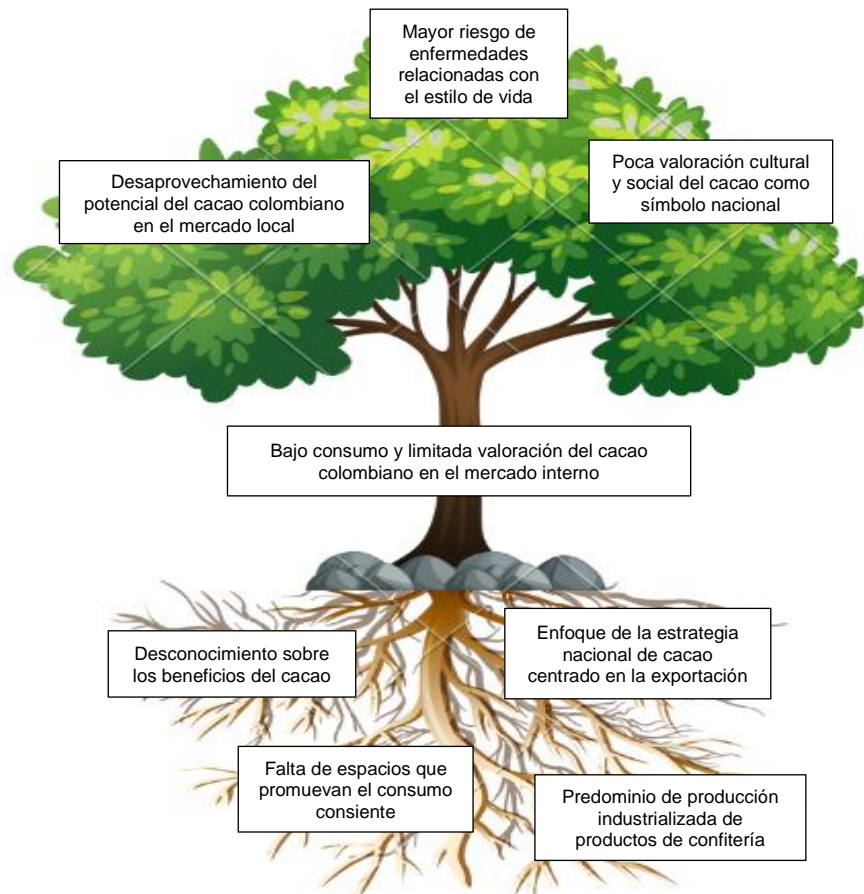 Mayor riesgo de
enfermedades
relacionadas con
el estilo de vida
Desaprovechamiento del
potencial del cacao colombiano
en el mercado local
Poca valoración cultural
y social del cacao como
símbolo nacional
Bajo consumo y limitada valoración del cacao
colombiano en el mercado interno
Desconocimiento sobre
los beneficios del cacao
Enfoque de la estrategia
nacional de cacao
centrado en la exportación
Falta de espacios que
promuevan el consumo
consiente
Predominio de producción
industrializada de
productos de confitería